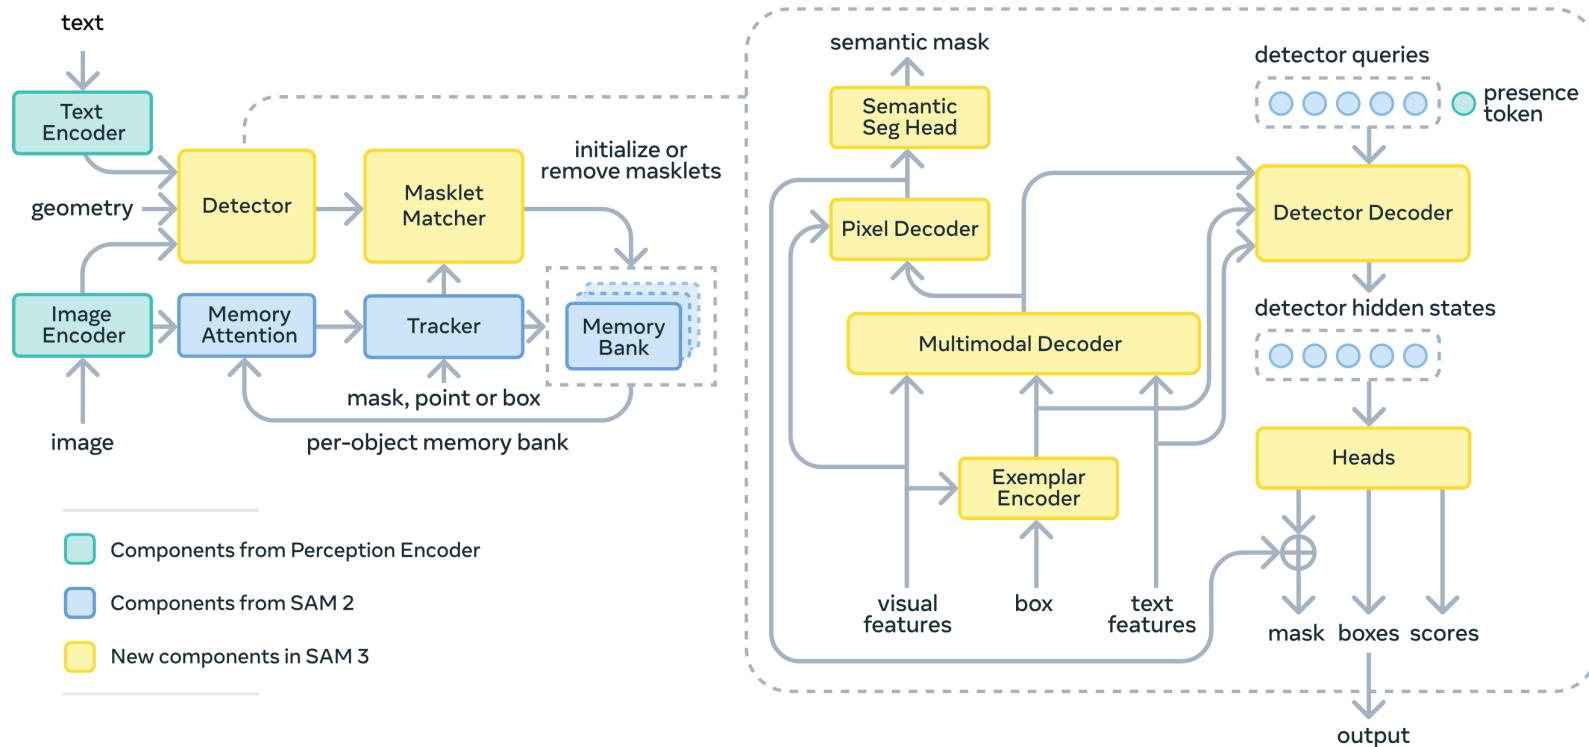 text
Text
Encoder
geometry
Detector
Masklet
Matcher
initialize or
remove masklets
Image
Encoder
Memory
Attention
Tracker
Memory
Bank
mask, point or box
image
per-object memory bank
Components from Perception Encoder
Components from SAM 2
New components in SAM 3
semantic mask
Semantic
Seg Head
Pixel Decoder
Multimodal Decoder
Exemplar
Encoder
visual
features
box
text
features
detector queries
presence
token
Detector Decoder
detector hidden states
Heads
mask boxes scores
output